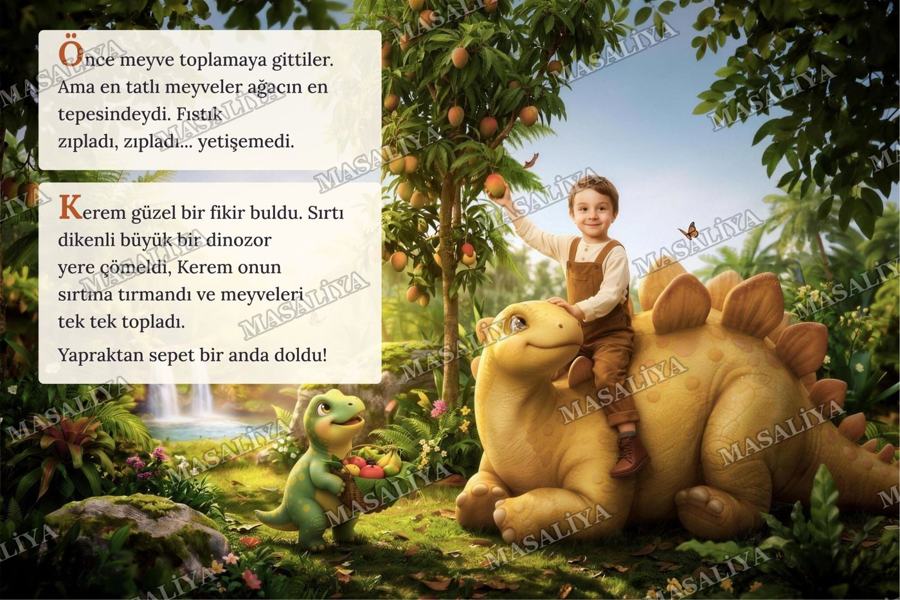 Önce meyve toplamaya gittiler.
Ama en tatlı meyveler ağacın en
tepesindeydi. Fıstık
zıpladı, zıpladı... yetişemedi.
Kerem güzel bir fikir buldu. Sırtı
dikenli büyük bir dinozor
yere çömeldi, Kerem onun
sırtına tırmandı ve meyveleri
tek tek topladı.
Yapraktan sepet bir anda doldu!
MASALİYA